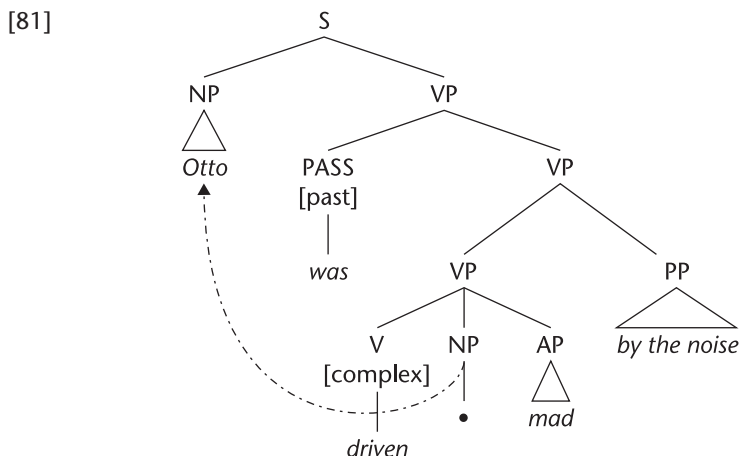 [81]
S
NP VP
Otto PASS VP
[past]
was VP PP
V NP AP by the noise
[complex]
• mad
driven